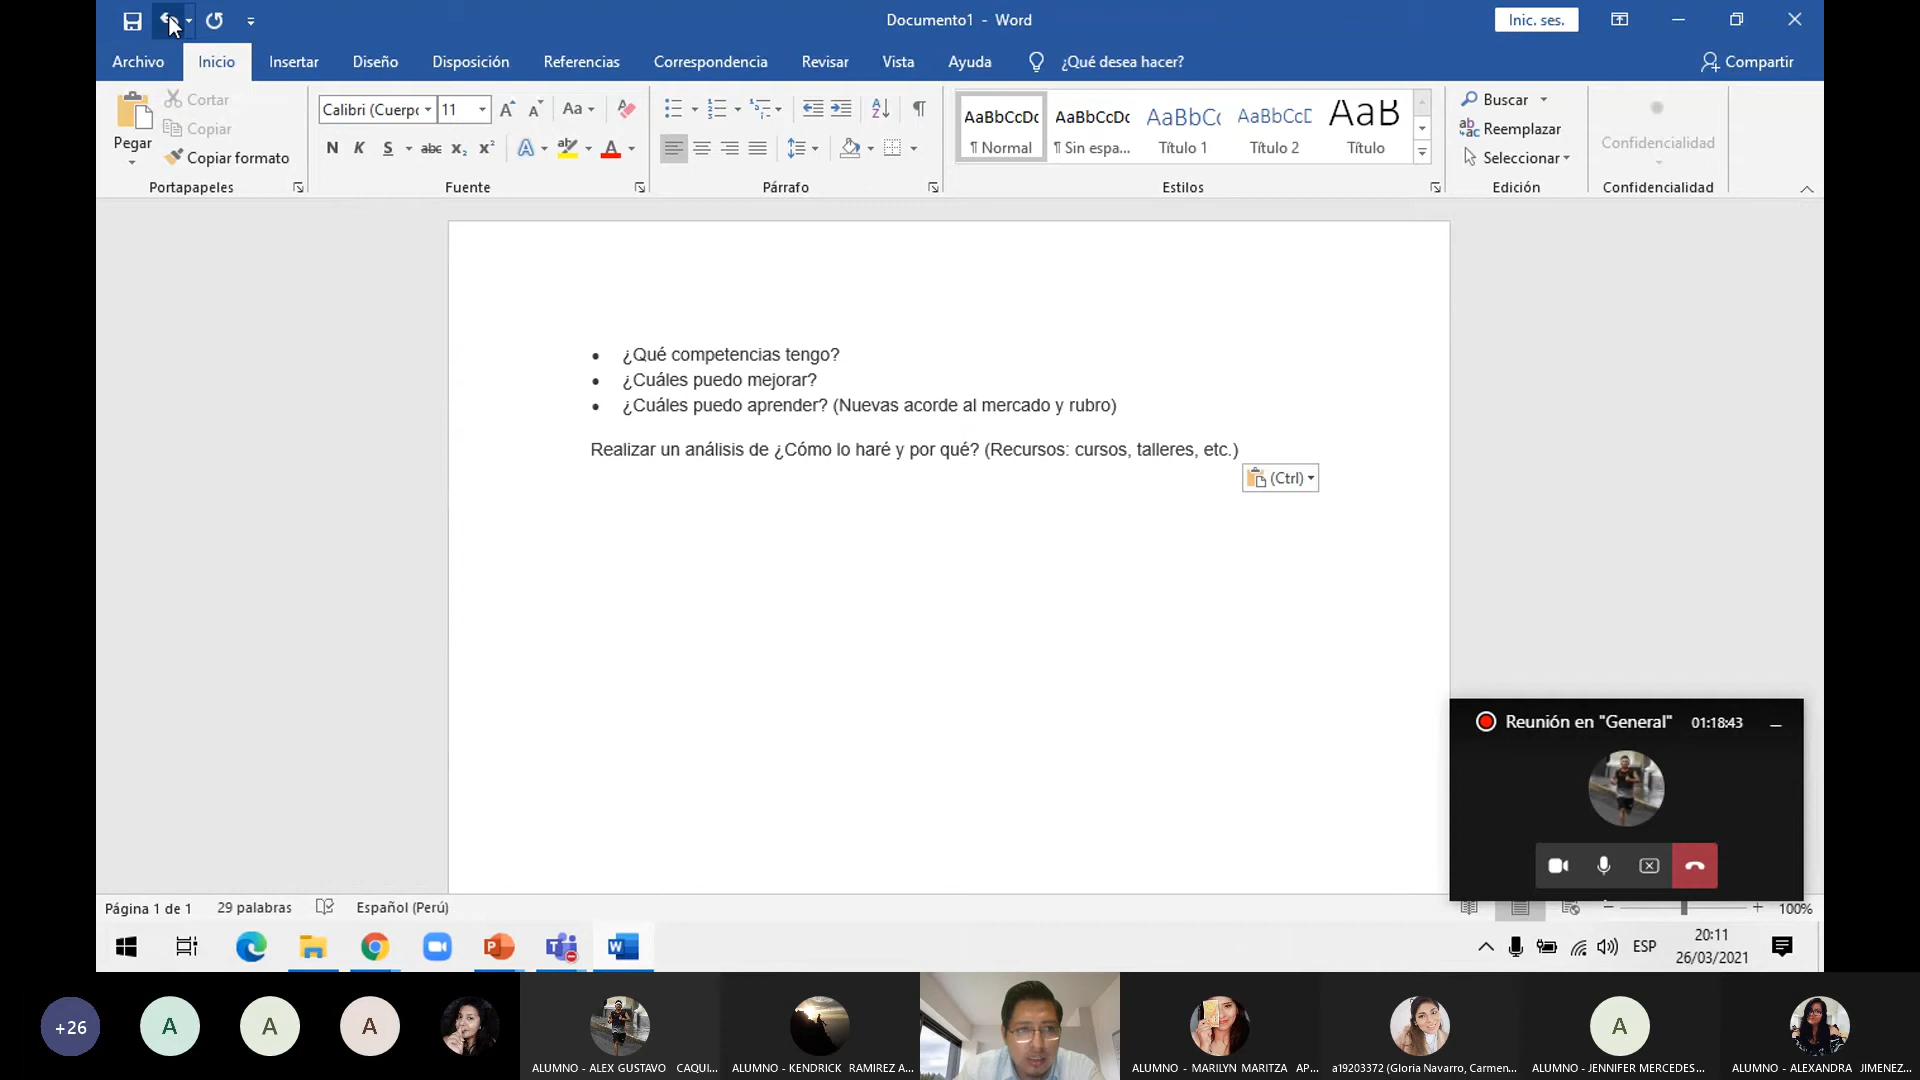 Documento1 - Word
Inic. ses.
Archivo Inicio Insertar Diseño Disposición Referencias Correspondencia Revisar Vista Ayuda ¿Qué desea hacer? Compartir
Pegar
Cortar
Copiar
Copiar formato
Portapapeles
Calibri (Cuerpo 11
Aa
N K S abc x₂ x²
Fuente
Párrafo
AaBbCcDc AaBbCcDc AaBbCc AaBbCcD AaB
¶ Normal ¶ Sin espa... Título 1 Título 2 Título
Estilos
Buscar
Reemplazar
Seleccionar
Edición
Confidencialidad
Confidencialidad
• ¿Qué competencias tengo?
• ¿Cuáles puedo mejorar?
• ¿Cuáles puedo aprender? (Nuevas acorde al mercado y rubro)
Realizar un análisis de ¿Cómo lo haré y por qué? (Recursos: cursos, talleres, etc.)
(Ctrl)
Reunión en "General" 01:18:43
Página 1 de 1 29 palabras Español (Perú) 100%
ESP
20:11
26/03/2021
+26
A
A
A
A
ALUMNO - ALEX GUSTAVO CAQUI...
ALUMNO - KENDRICK RAMIREZ A...
ALUMNO - MARILYN MARITZA AP...
a19203372 (Gloria Navarro, Carmen...
ALUMNO - JENNIFER MERCEDES...
ALUMNO - ALEXANDRA JIMENEZ...